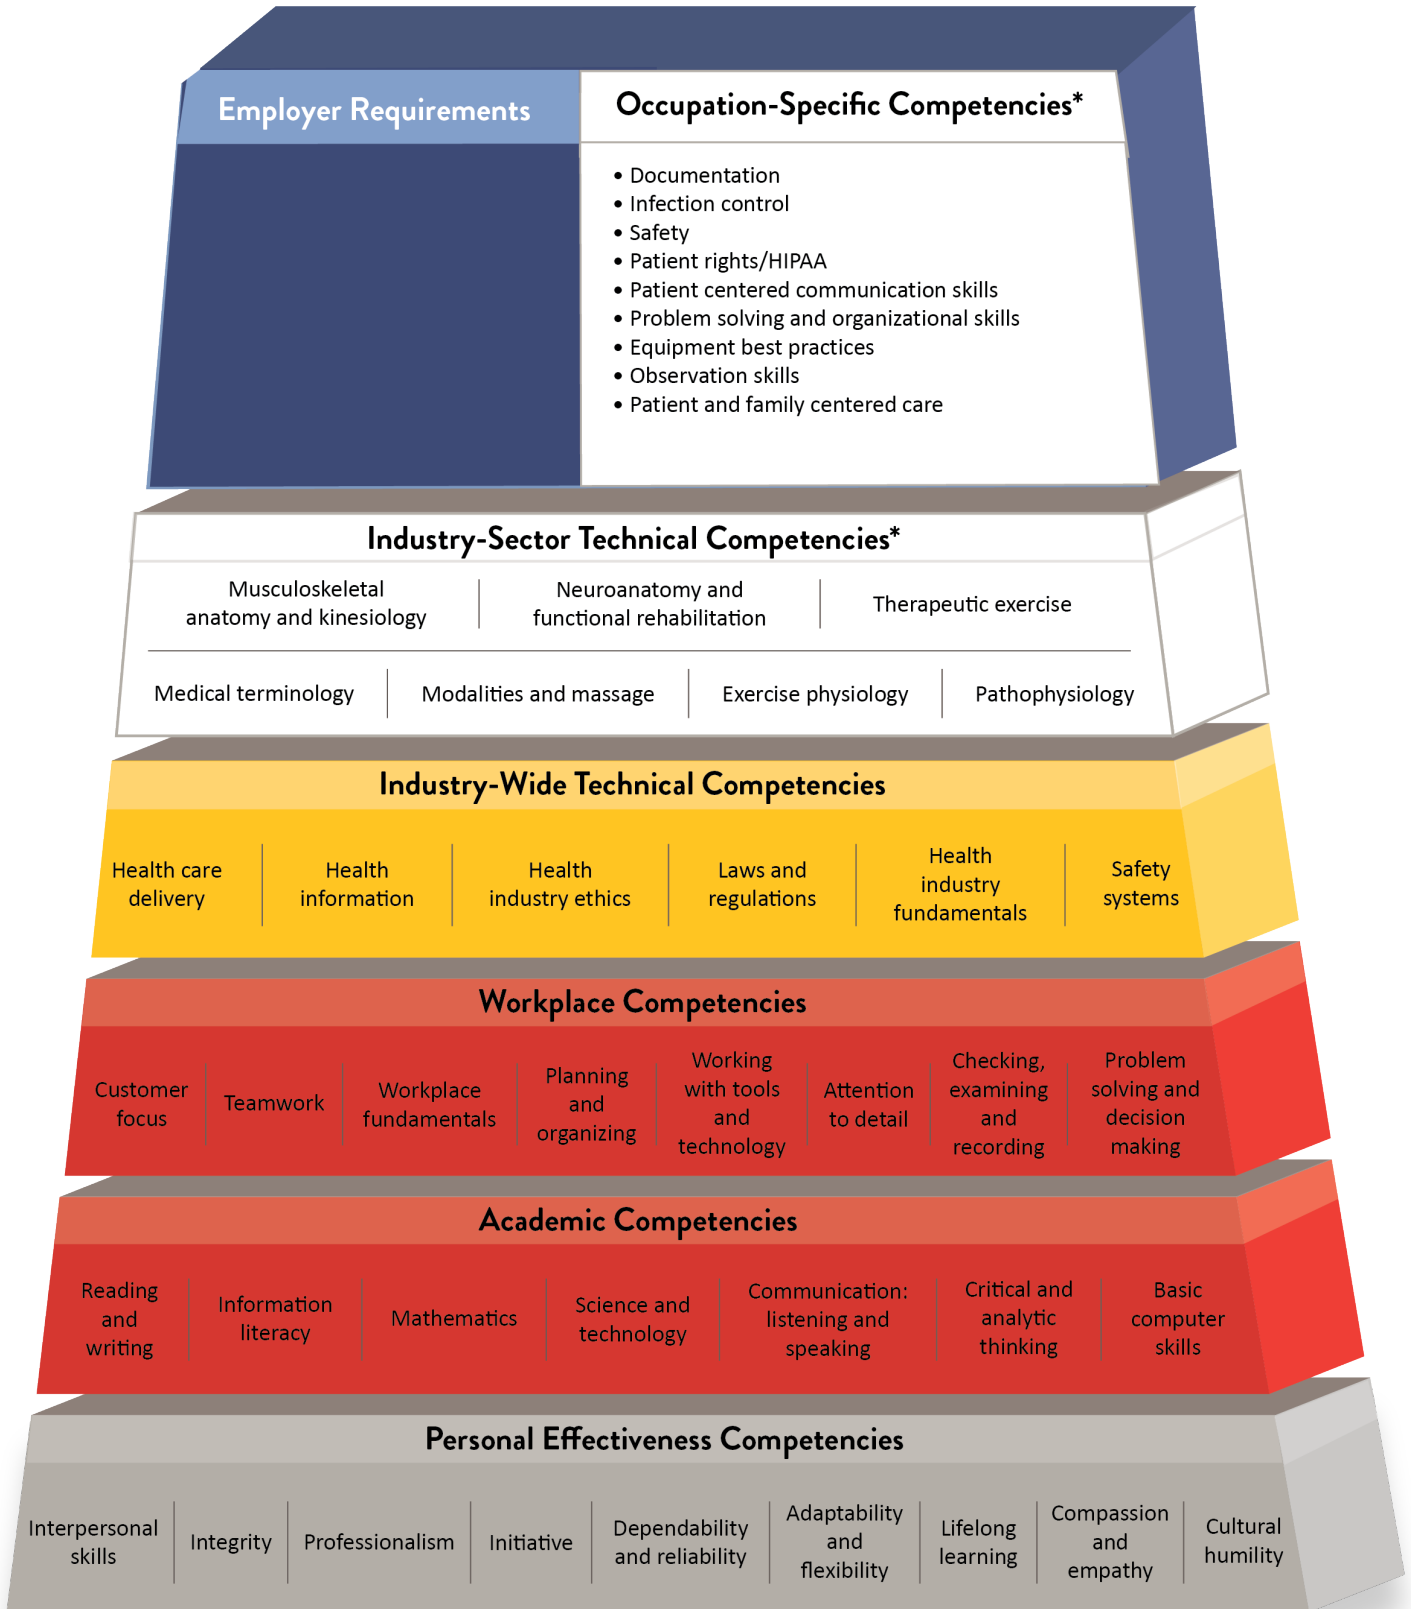 Employer Requirements
Occupation-Specific Competencies*
• Documentation
• Infection control
• Safety
• Patient rights/HIPAA
• Patient centered communication skills
• Problem solving and organizational skills
• Equipment best practices
• Observation skills
• Patient and family centered care
Industry-Sector Technical Competencies*
Musculoskeletal
anatomy and kinesiology
Neuroanatomy and
functional rehabilitation
Therapeutic exercise
Medical terminology
Modalities and massage
Exercise physiology
Pathophysiology
Industry-Wide Technical Competencies
Health care
delivery
Health
information
Health
industry ethics
Laws and
regulations
Health
industry
fundamentals
Safety
systems
Workplace Competencies
Customer
focus
Teamwork
Workplace
fundamentals
Planning
and
organizing
Working
with tools
and
technology
Attention
to detail
Checking,
examining
and
recording
Problem
solving and
decision
making
Academic Competencies
Reading
and
writing
Information
literacy
Mathematics
Science and
technology
Communication:
listening and
speaking
Critical and
analytic
thinking
Basic
computer
skills
Personal Effectiveness Competencies
Interpersonal
skills
Integrity
Professionalism
Initiative
Dependability
and reliability
Adaptability
and
flexibility
Lifelong
learning
Compassion
and
empathy
Cultural
humility